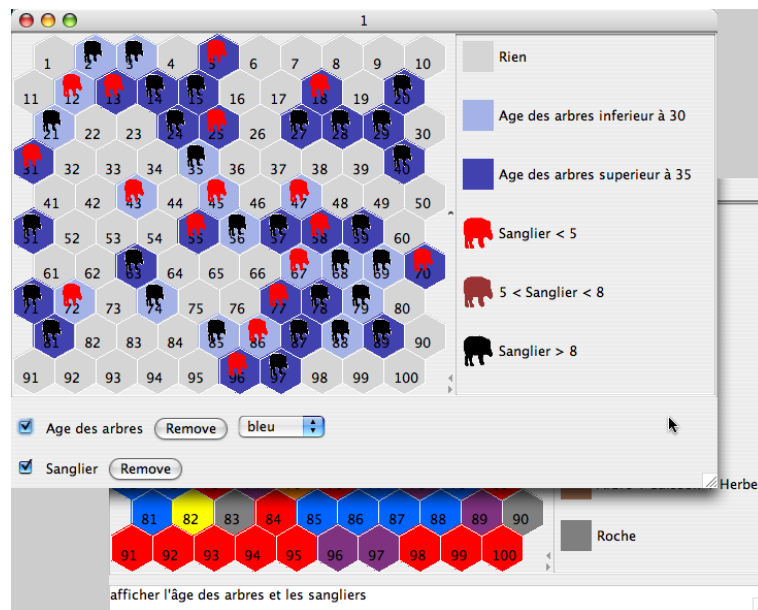 1
1 2 3 4 5 6 7 8 9 10
Rien
11 12 13 14 15 16 17 18 19 20
Age des arbres inferieur à 30
21 22 23 24 25 26 27 28 29 30
31 32 33 34 35 36 37 38 39 40
Age des arbres superieur à 35
41 42 43 44 45 46 47 48 49 50
51 52 53 54 55 56 57 58 59 60
Sanglier < 5
61 62 63 64 65 66 67 68 69 70
71 72 73 74 75 76 77 78 79 80
5 < Sanglier < 8
81 82 83 84 85 86 87 88 89 90
Sanglier > 8
91 92 93 94 95 96 97 98 99 100
Age des arbres Remove bleu
Sanglier Remove
Herbe
81 82 83 84 85 86 87 88 89 90
Roche
91 92 93 94 95 96 97 98 99 100
afficher l'âge des arbres et les sangliers